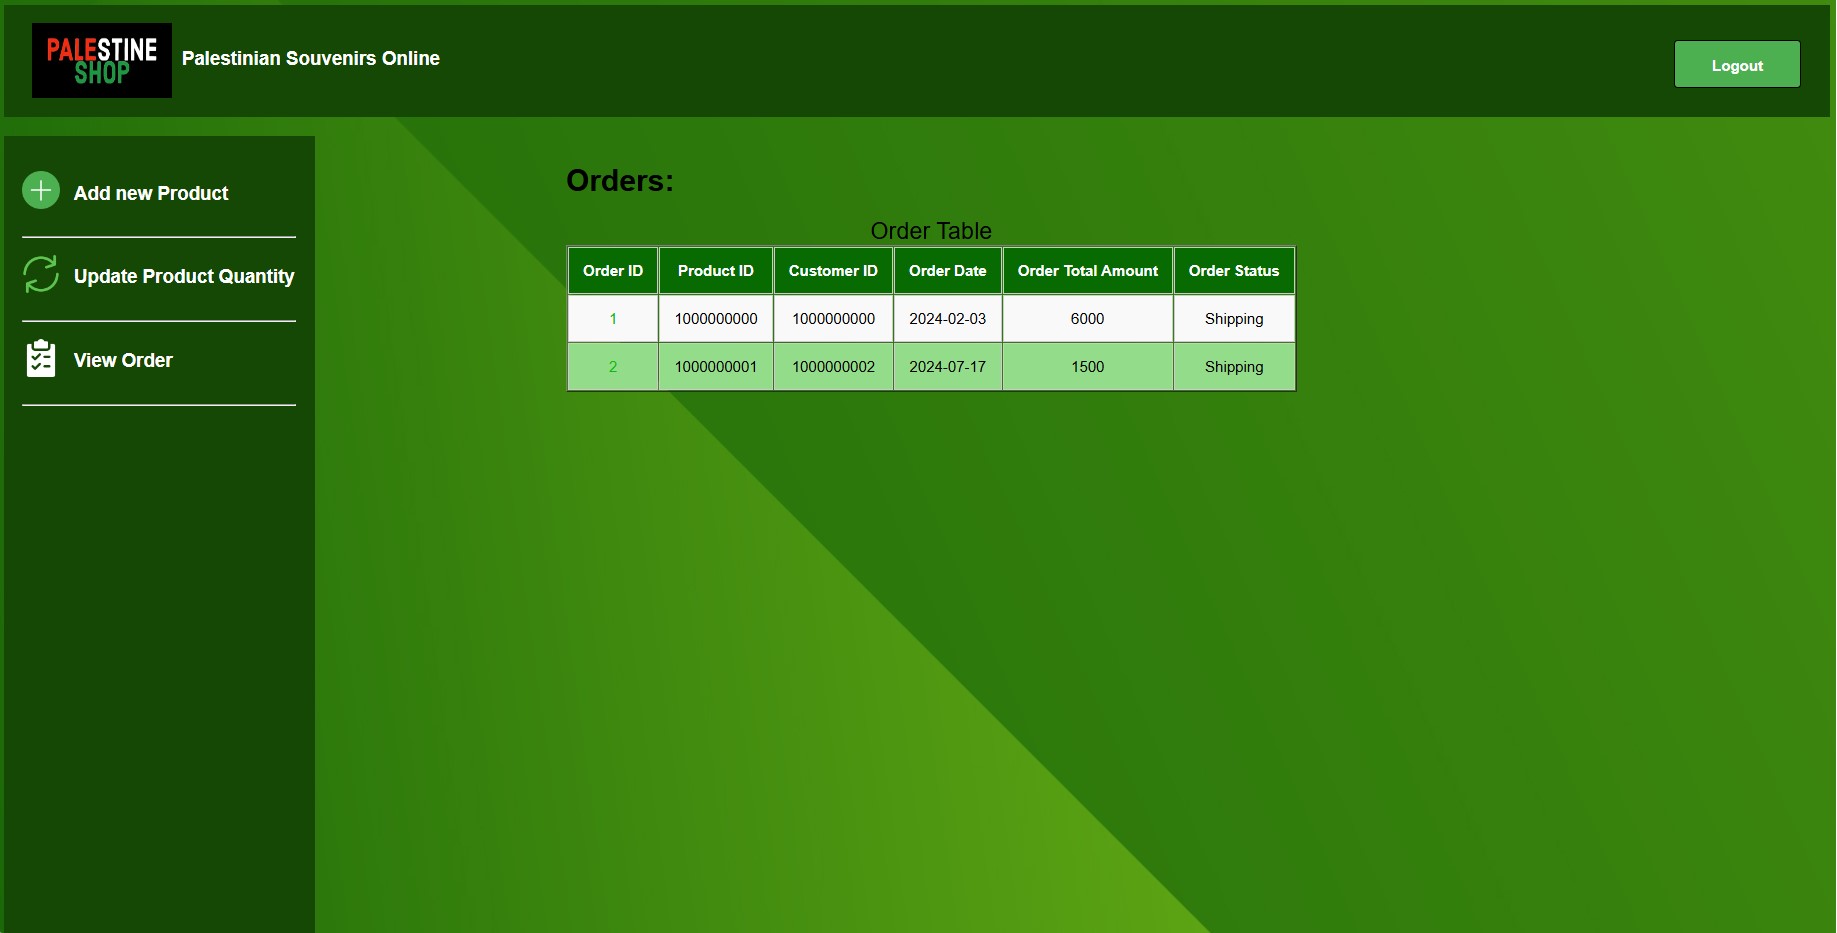 PALESTINE
SHOP
Palestinian Souvenirs Online
Logout
Add new Product
Update Product Quantity
View Order
Orders:
Order Table
Order ID Product ID Customer ID Order Date Order Total Amount Order Status
1 1000000000 1000000000 2024-02-03 6000 Shipping
2 1000000001 1000000002 2024-07-17 1500 Shipping